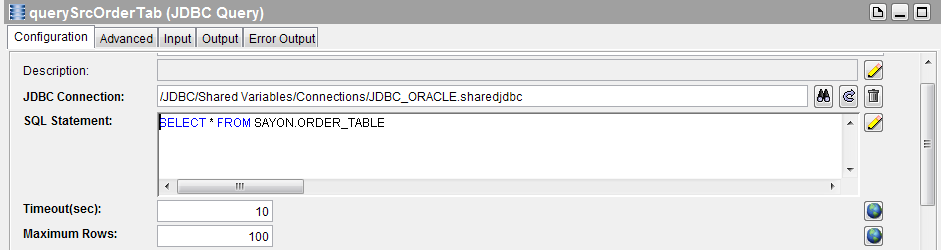 querySrcOrderTab (JDBC Query)
Configuration Advanced Input Output Error Output
Description:
JDBC Connection: /JDBC/Shared Variables/Connections/JDBC_ORACLE.sharedjdbc
SQL Statement: SELECT * FROM SAYON.ORDER_TABLE
Timeout(sec): 10
Maximum Rows: 100